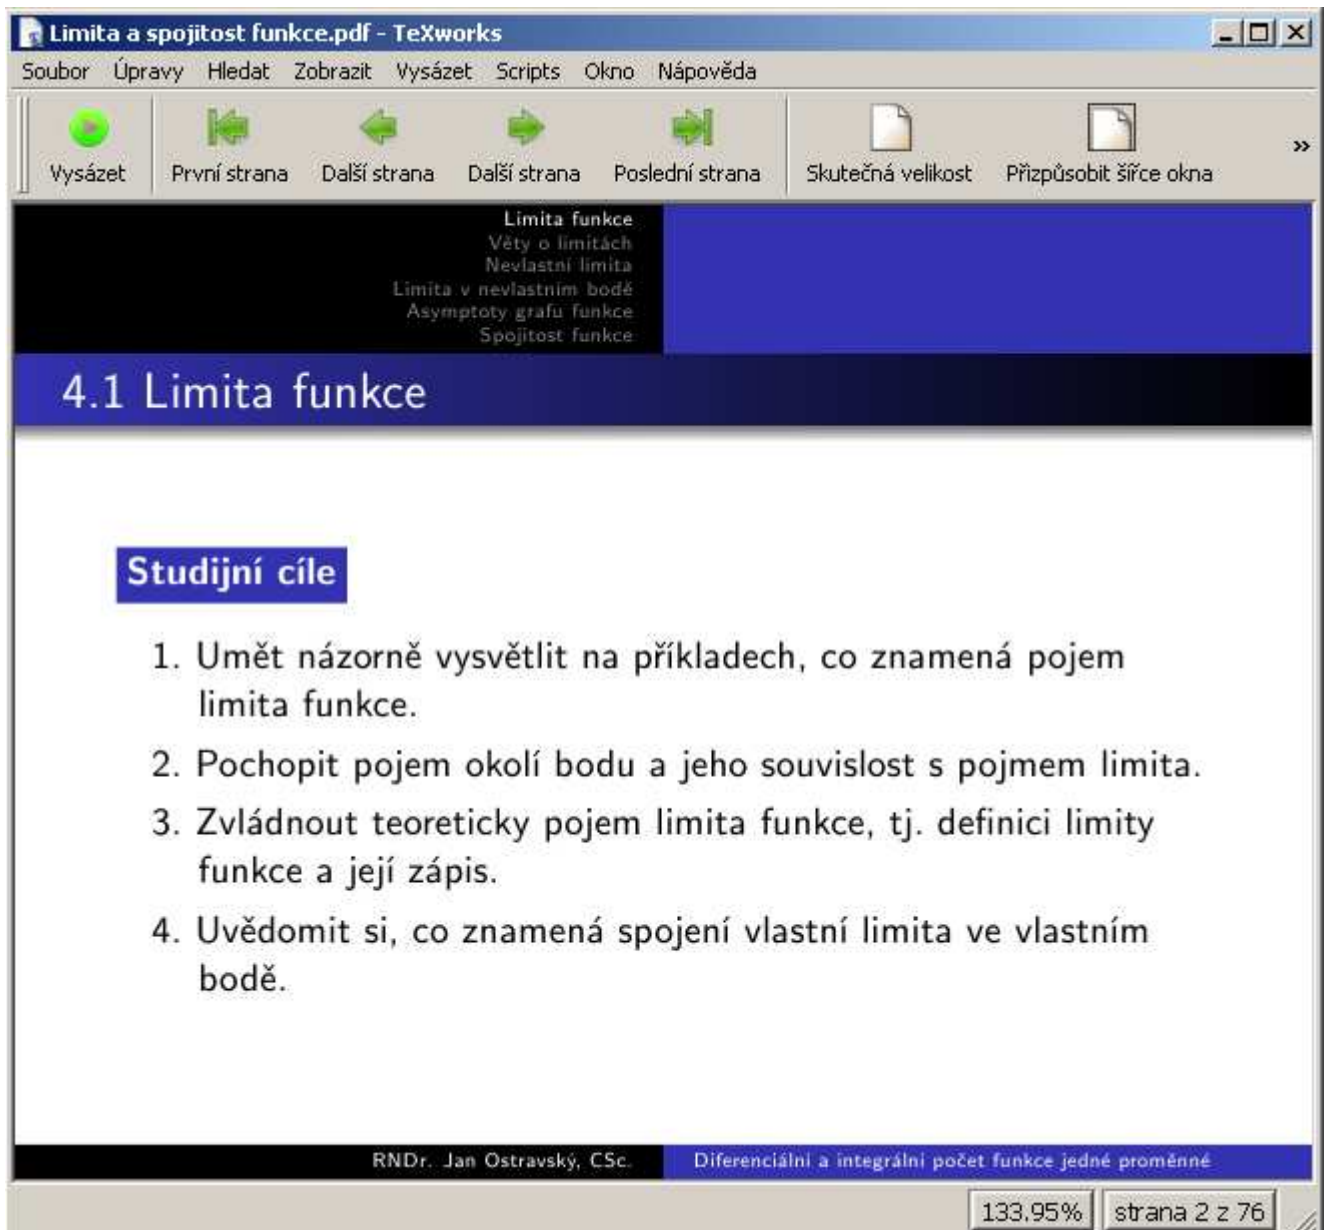 Limita a spojitost funkce.pdf - TeXworks
Soubor Úpravy Hledat Zobrazit Vysázet Scripts Okno Nápověda
Vysázet První strana Další strana Další strana Poslední strana Skutečná velikost Přizpůsobit šířce okna »
Limita funkce
Věty o limitách
Nevlastní limita
Limita v nevlastním bodě
Asymptoty grafu funkce
Spojitost funkce
4.1 Limita funkce
Studijní cíle
1. Umět názorně vysvětlit na příkladech, co znamená pojem
limita funkce.
2. Pochopit pojem okolí bodu a jeho souvislost s pojmem limita.
3. Zvládnout teoreticky pojem limita funkce, tj. definici limity
funkce a její zápis.
4. Uvědomit si, co znamená spojení vlastní limita ve vlastním
bodě.
RNDr. Jan Ostravský, CSc. Diferenciální a integrální počet funkce jedné proměnné
133,95% strana 2 z 76